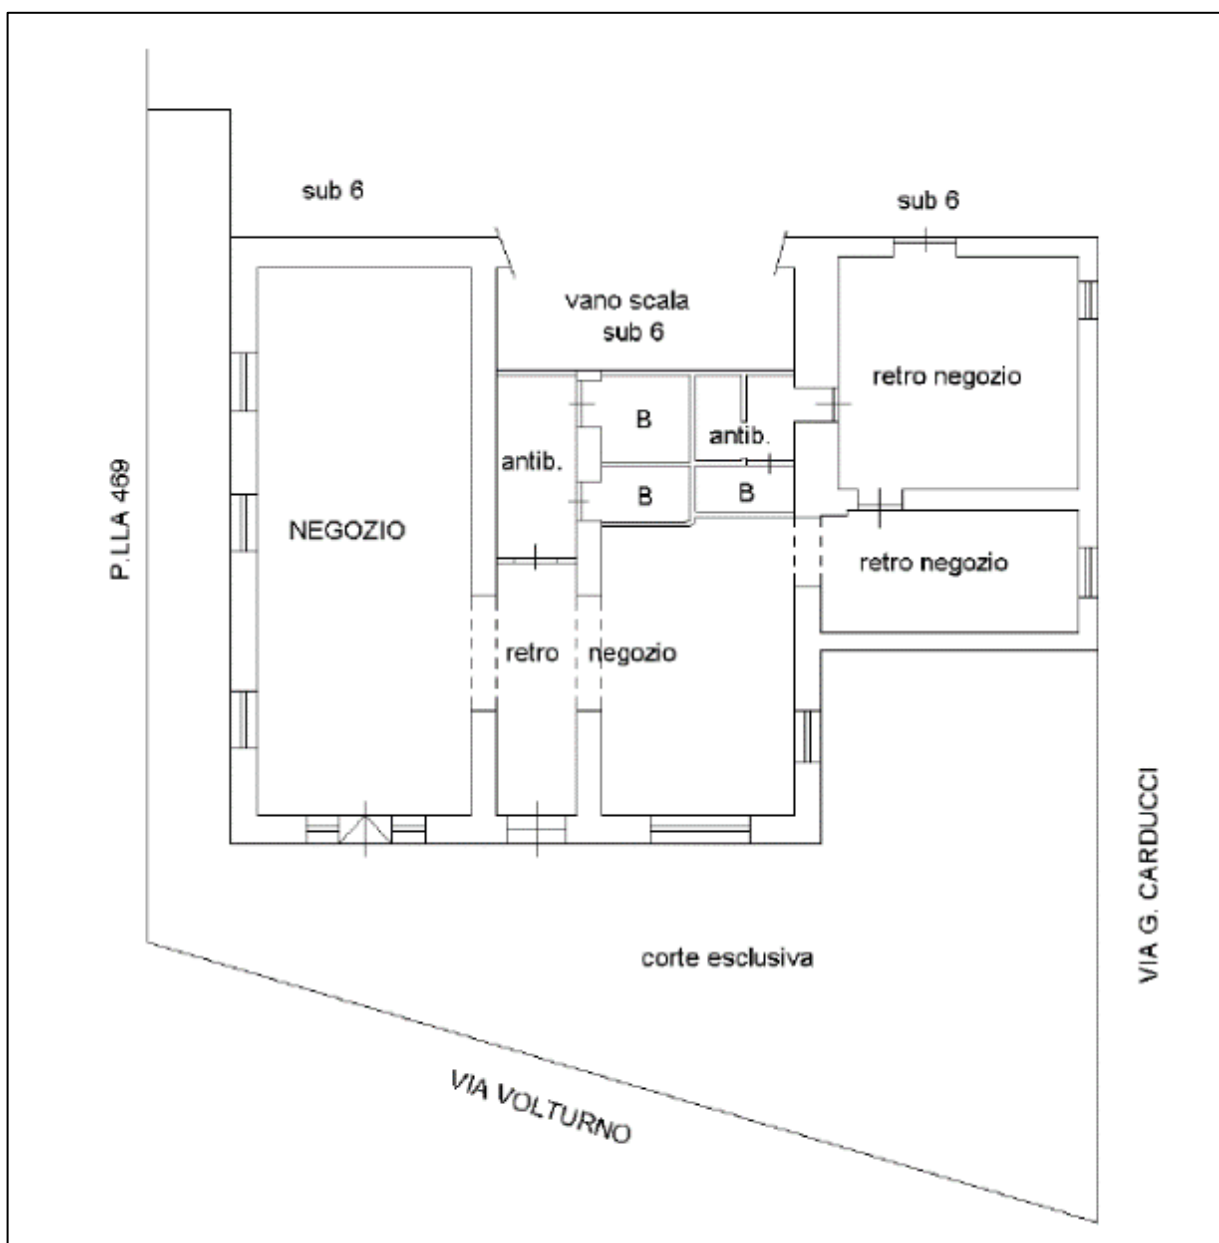 sub 6
sub 6
vano scala
sub 6
retro negozio
B
antib.
antib.
B
B
P.LLA 469
NEGOZIO
retro negozio
retro negozio
VIA G. CARDUCCI
corte esclusiva
VIA VOLTURNO